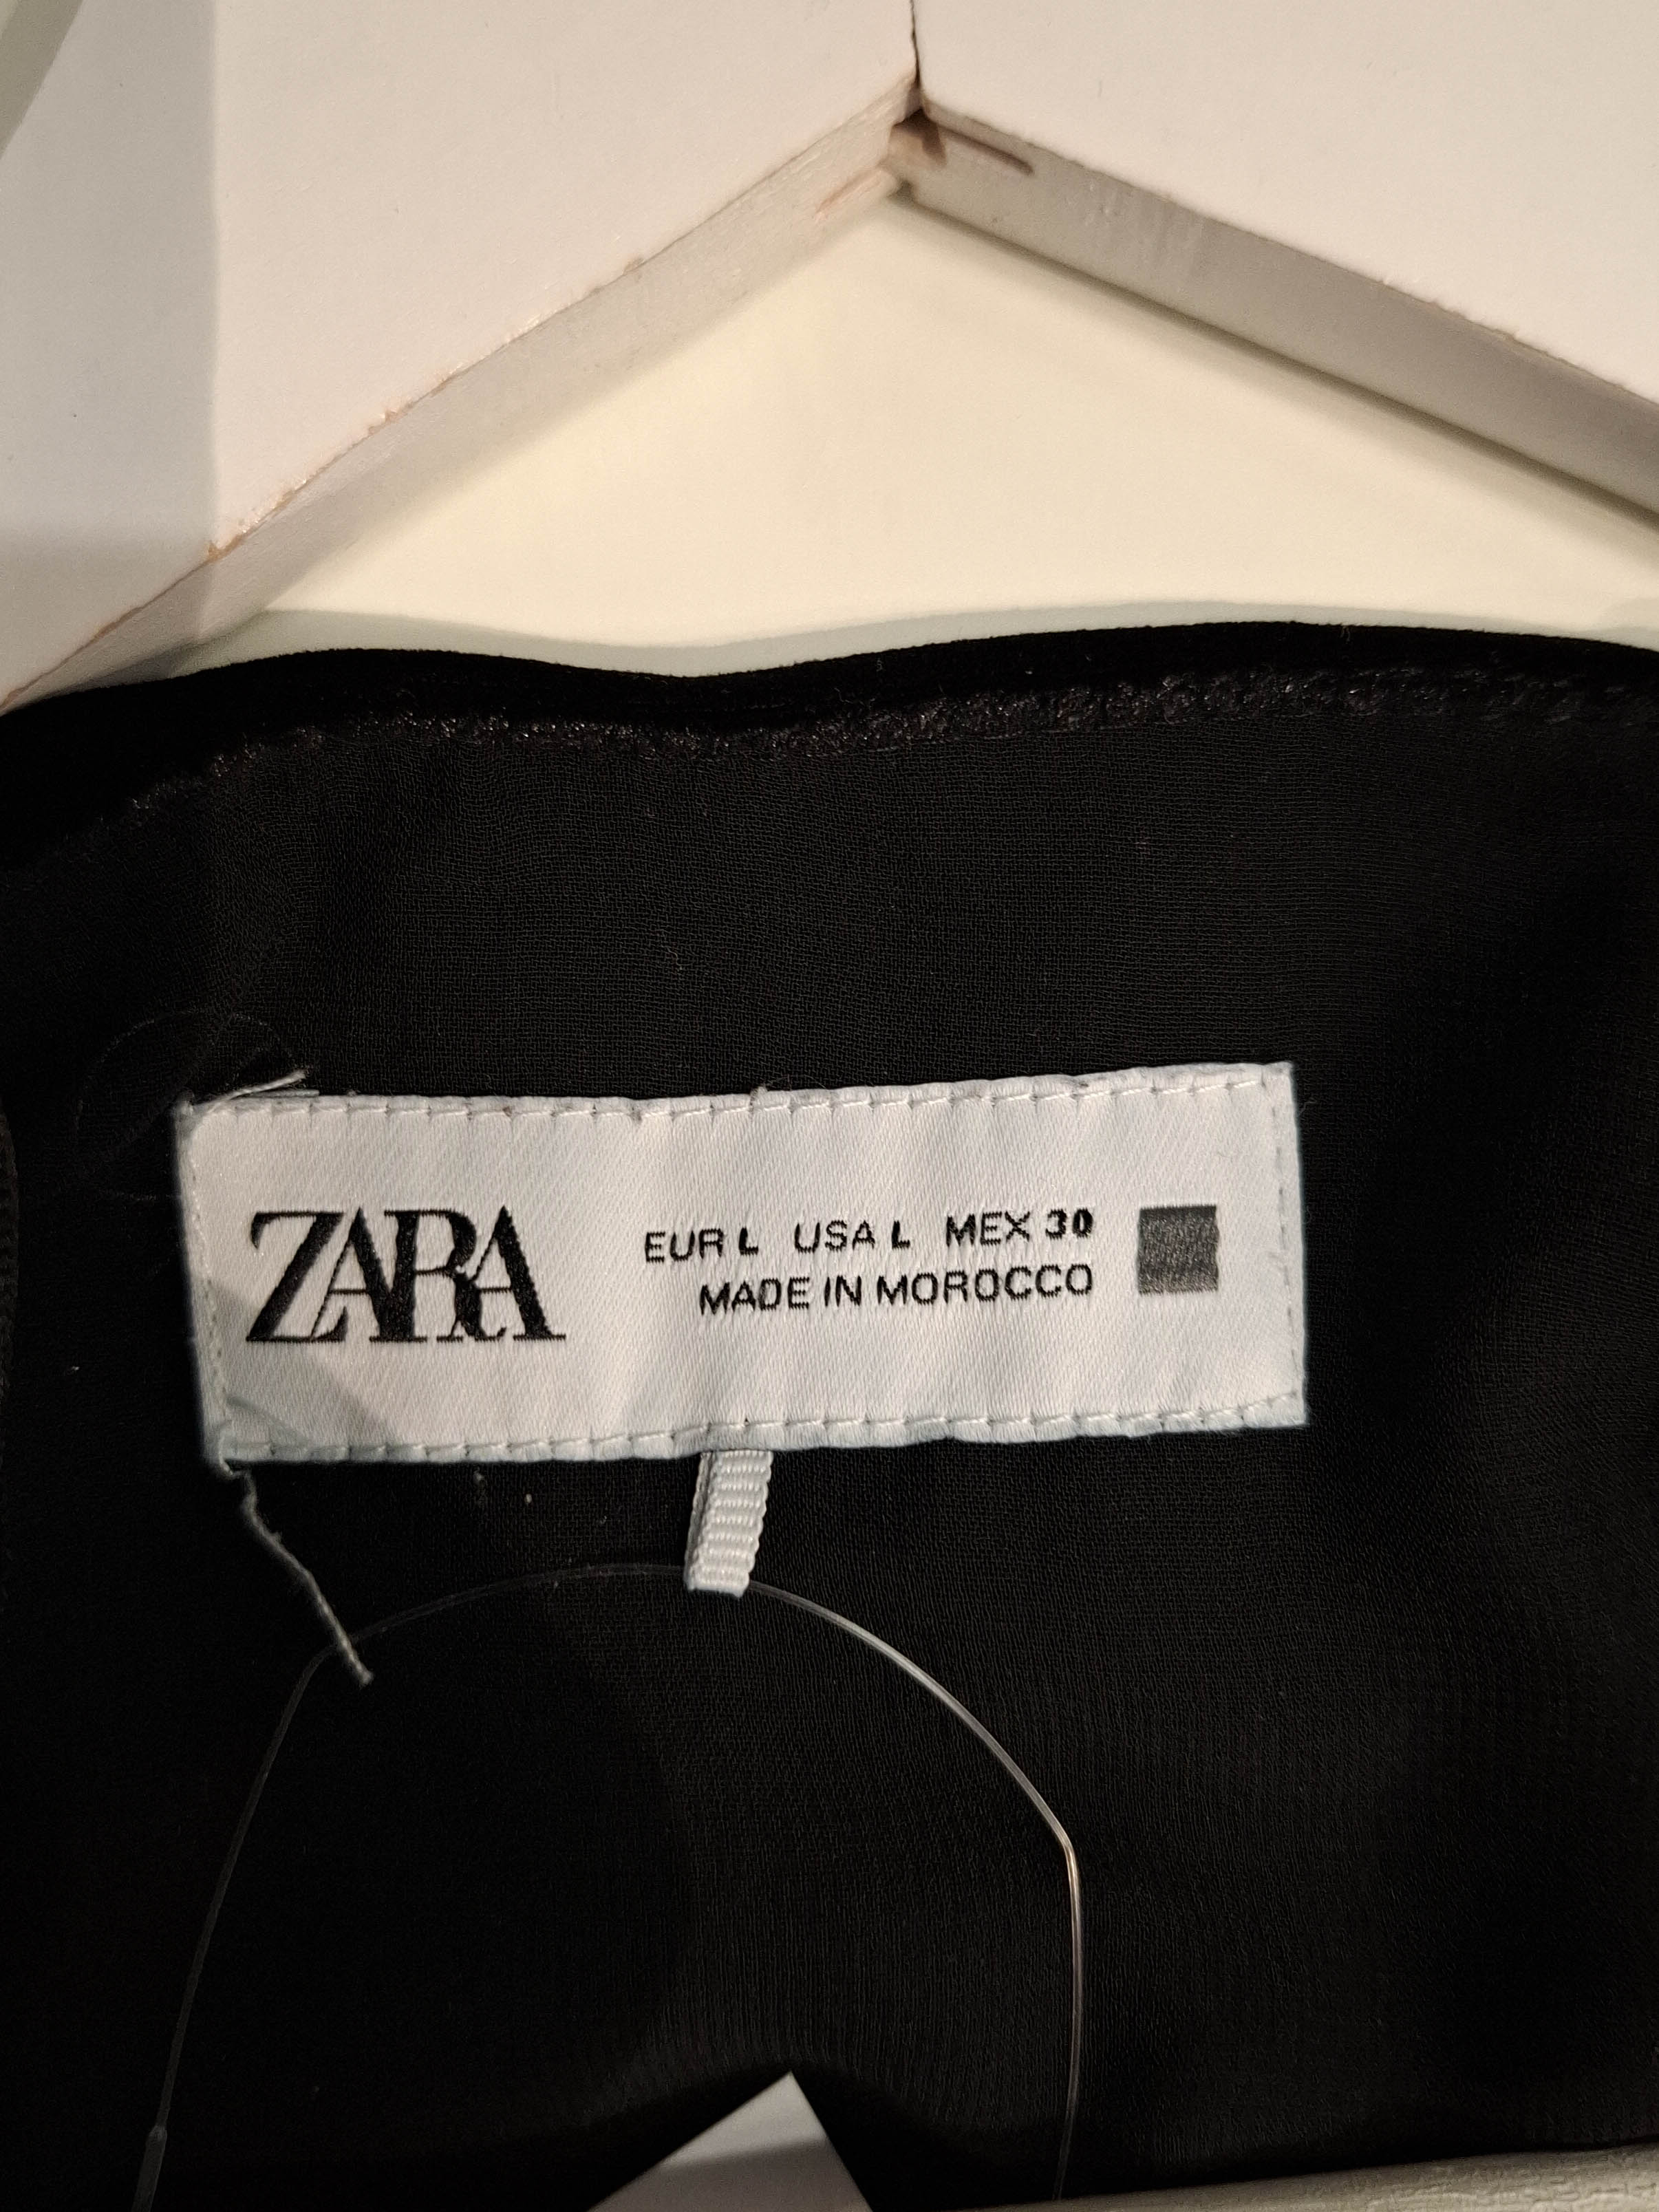 ZARA
EUR L USA L MEX 30
MADE IN MOROCCO